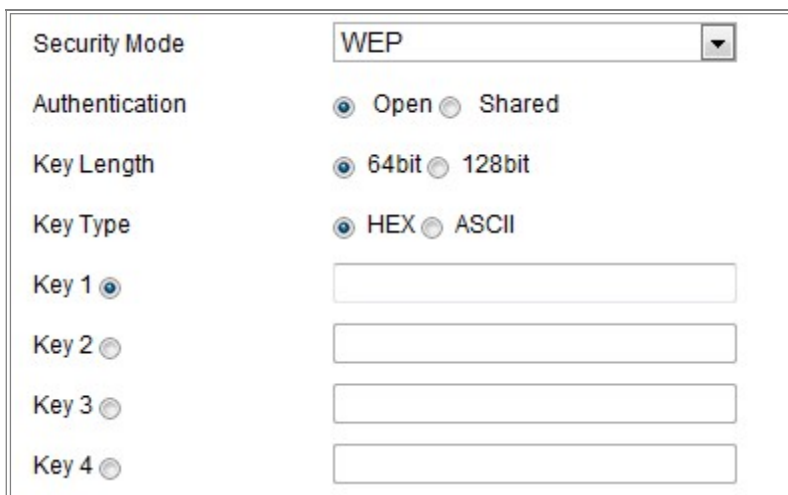 Security Mode WEP
Authentication Open Shared
Key Length 64bit 128bit
Key Type HEX ASCII
Key 1
Key 2
Key 3
Key 4